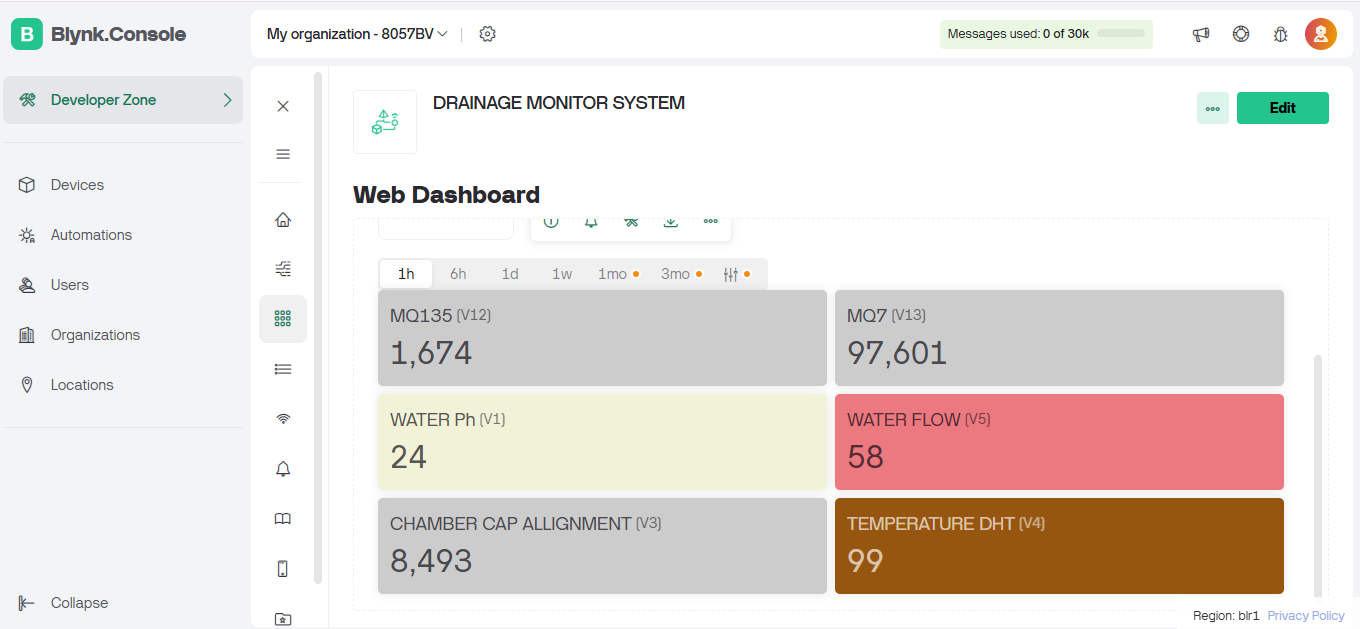 B Blynk.Console
My organization - 8057BV
Messages used: 0 of 30k
Developer Zone
Devices
Automations
Users
Organizations
Locations
Collapse
DRAINAGE MONITOR SYSTEM
Edit
Web Dashboard
1h 6h 1d 1w 1mo 3mo
MQ135 (V12)
1,674
MQ7 (V13)
97,601
WATER Ph (V1)
24
WATER FLOW (V5)
58
CHAMBER CAP ALLIGNMENT (V3)
8,493
TEMPERATURE DHT (V4)
99
Region: blr1 Privacy Policy